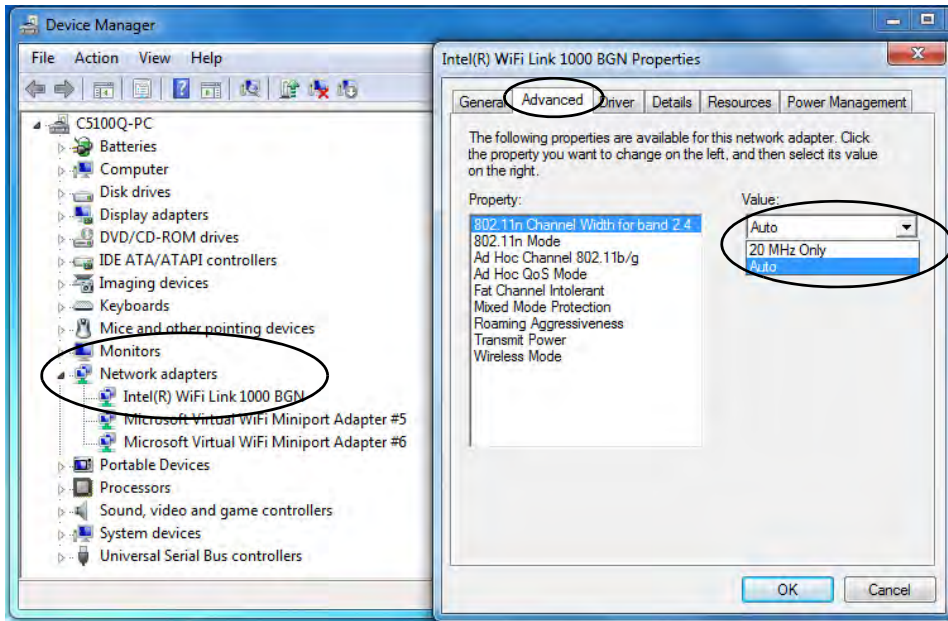 Device Manager
File Action View Help
C5100Q-PC
Batteries
Computer
Disk drives
Display adapters
DVD/CD-ROM drives
IDE ATA/ATAPI controllers
Imaging devices
Keyboards
Mice and other pointing devices
Monitors
Network adapters
Intel(R) WiFi Link 1000 BGN
Microsoft Virtual WiFi Miniport Adapter #5
Microsoft Virtual WiFi Miniport Adapter #6
Portable Devices
Processors
Sound, video and game controllers
System devices
Universal Serial Bus controllers
Intel(R) WiFi Link 1000 BGN Properties
General Advanced Driver Details Resources Power Management
The following properties are available for this network adapter. Click
the property you want to change on the left, and then select its value
on the right.
Property:
802.11n Channel Width for band 2.4
802.11n Mode
Ad Hoc Channel 802.11b/g
Ad Hoc QoS Mode
Fat Channel Intolerant
Mixed Mode Protection
Roaming Aggressiveness
Transmit Power
Wireless Mode
Value:
Auto
20 MHz Only
Auto
OK Cancel